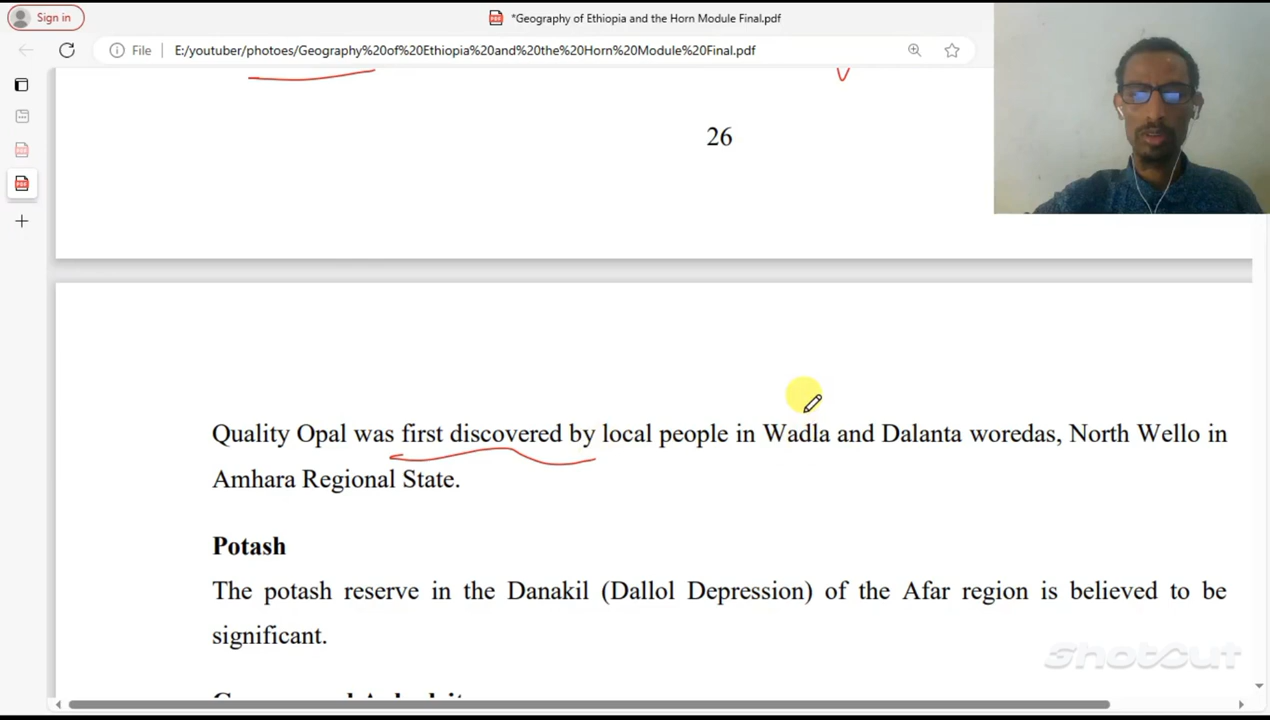 Sign in
*Geography of Ethiopia and the Horn Module Final.pdf
File
E:/youtuber/photoes/Geography%20of%20Ethiopia%20and%20the%20Horn%20Module%20Final.pdf
26
Quality Opal was first discovered by local people in Wadla and Dalanta woredas, North Wello in
Amhara Regional State.
Potash
The potash reserve in the Danakil (Dallol Depression) of the Afar region is believed to be
significant.
Shotcut